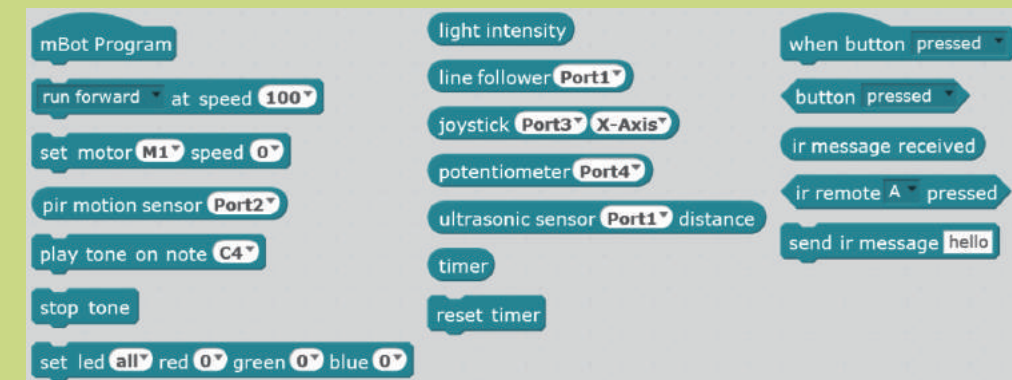 mBot Program
run forward at speed 100
set motor M1 speed 0
pir motion sensor Port2
play tone on note C4
stop tone
set led all red 0 green 0 blue 0
light intensity
line follower Port1
joystick Port3 X-Axis
potentiometer Port4
ultrasonic sensor Port1 distance
timer
reset timer
when button pressed
button pressed
ir message received
ir remote A pressed
send ir message hello